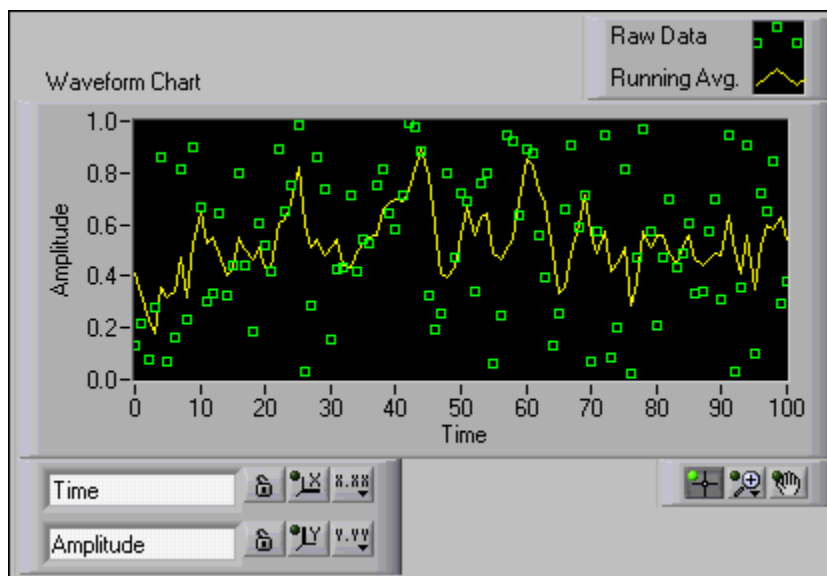 Raw Data
Running Avg.
Waveform Chart
Amplitude
1.0
0.8
0.6
0.4
0.2
0.0
0 10 20 30 40 50 60 70 80 90 100
Time
Time X X.XX
Amplitude Y Y.YY